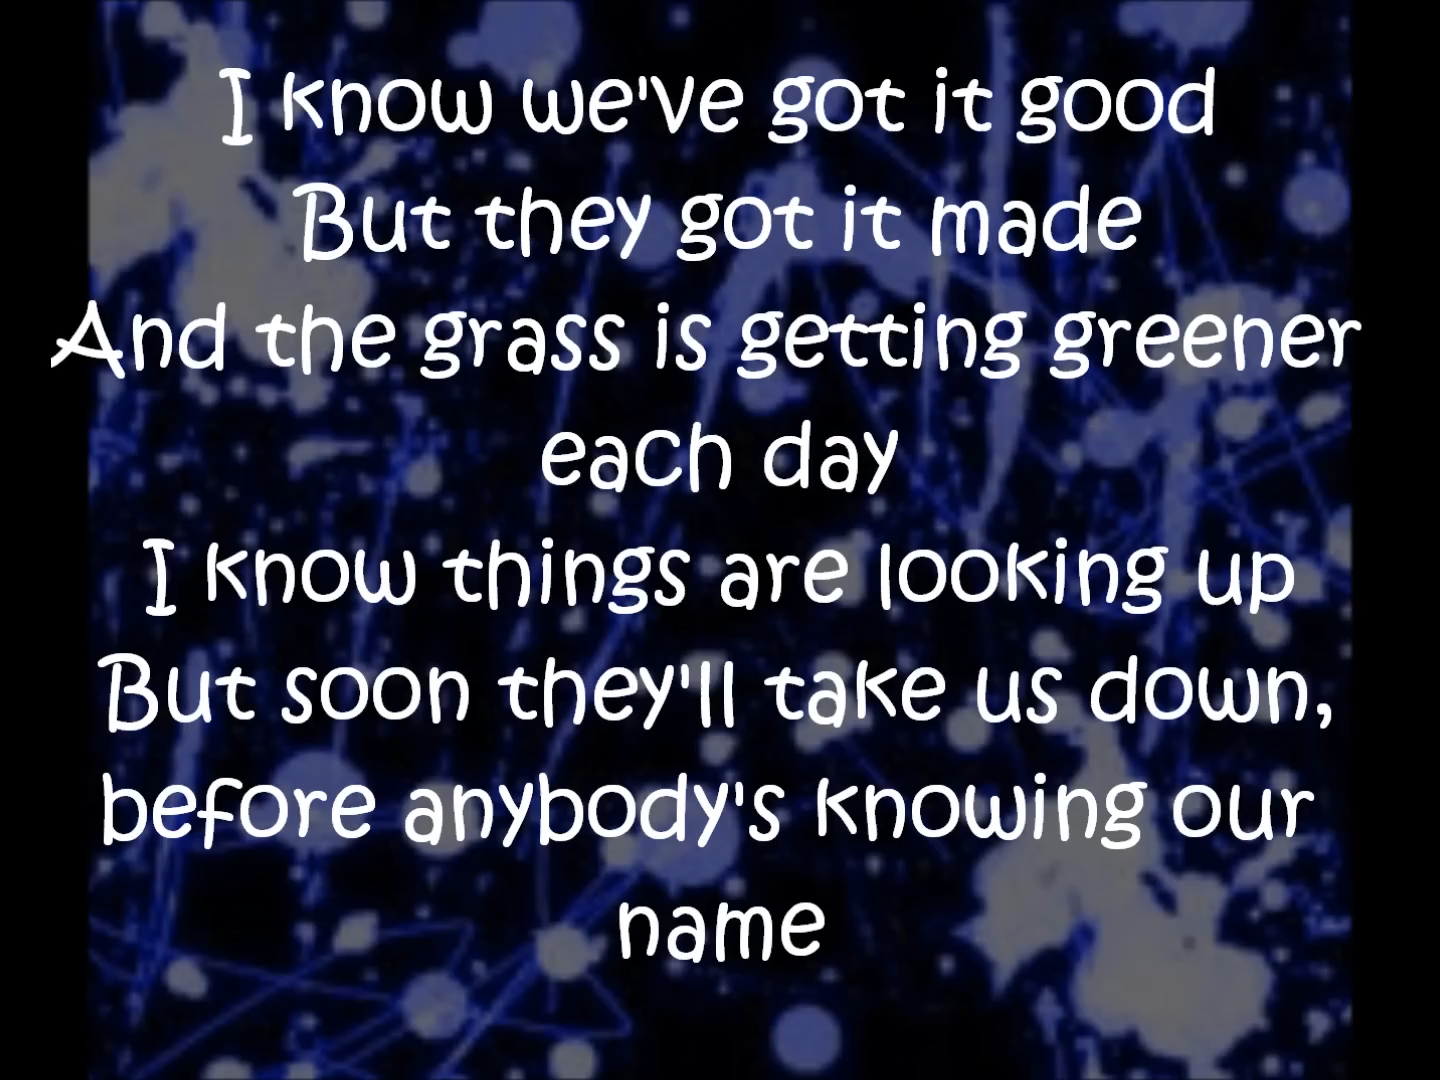 I know we've got it good
But they got it made
And the grass is getting greener
each day
I know things are looking up
But soon they'll take us down,
before anybody's knowing our
name